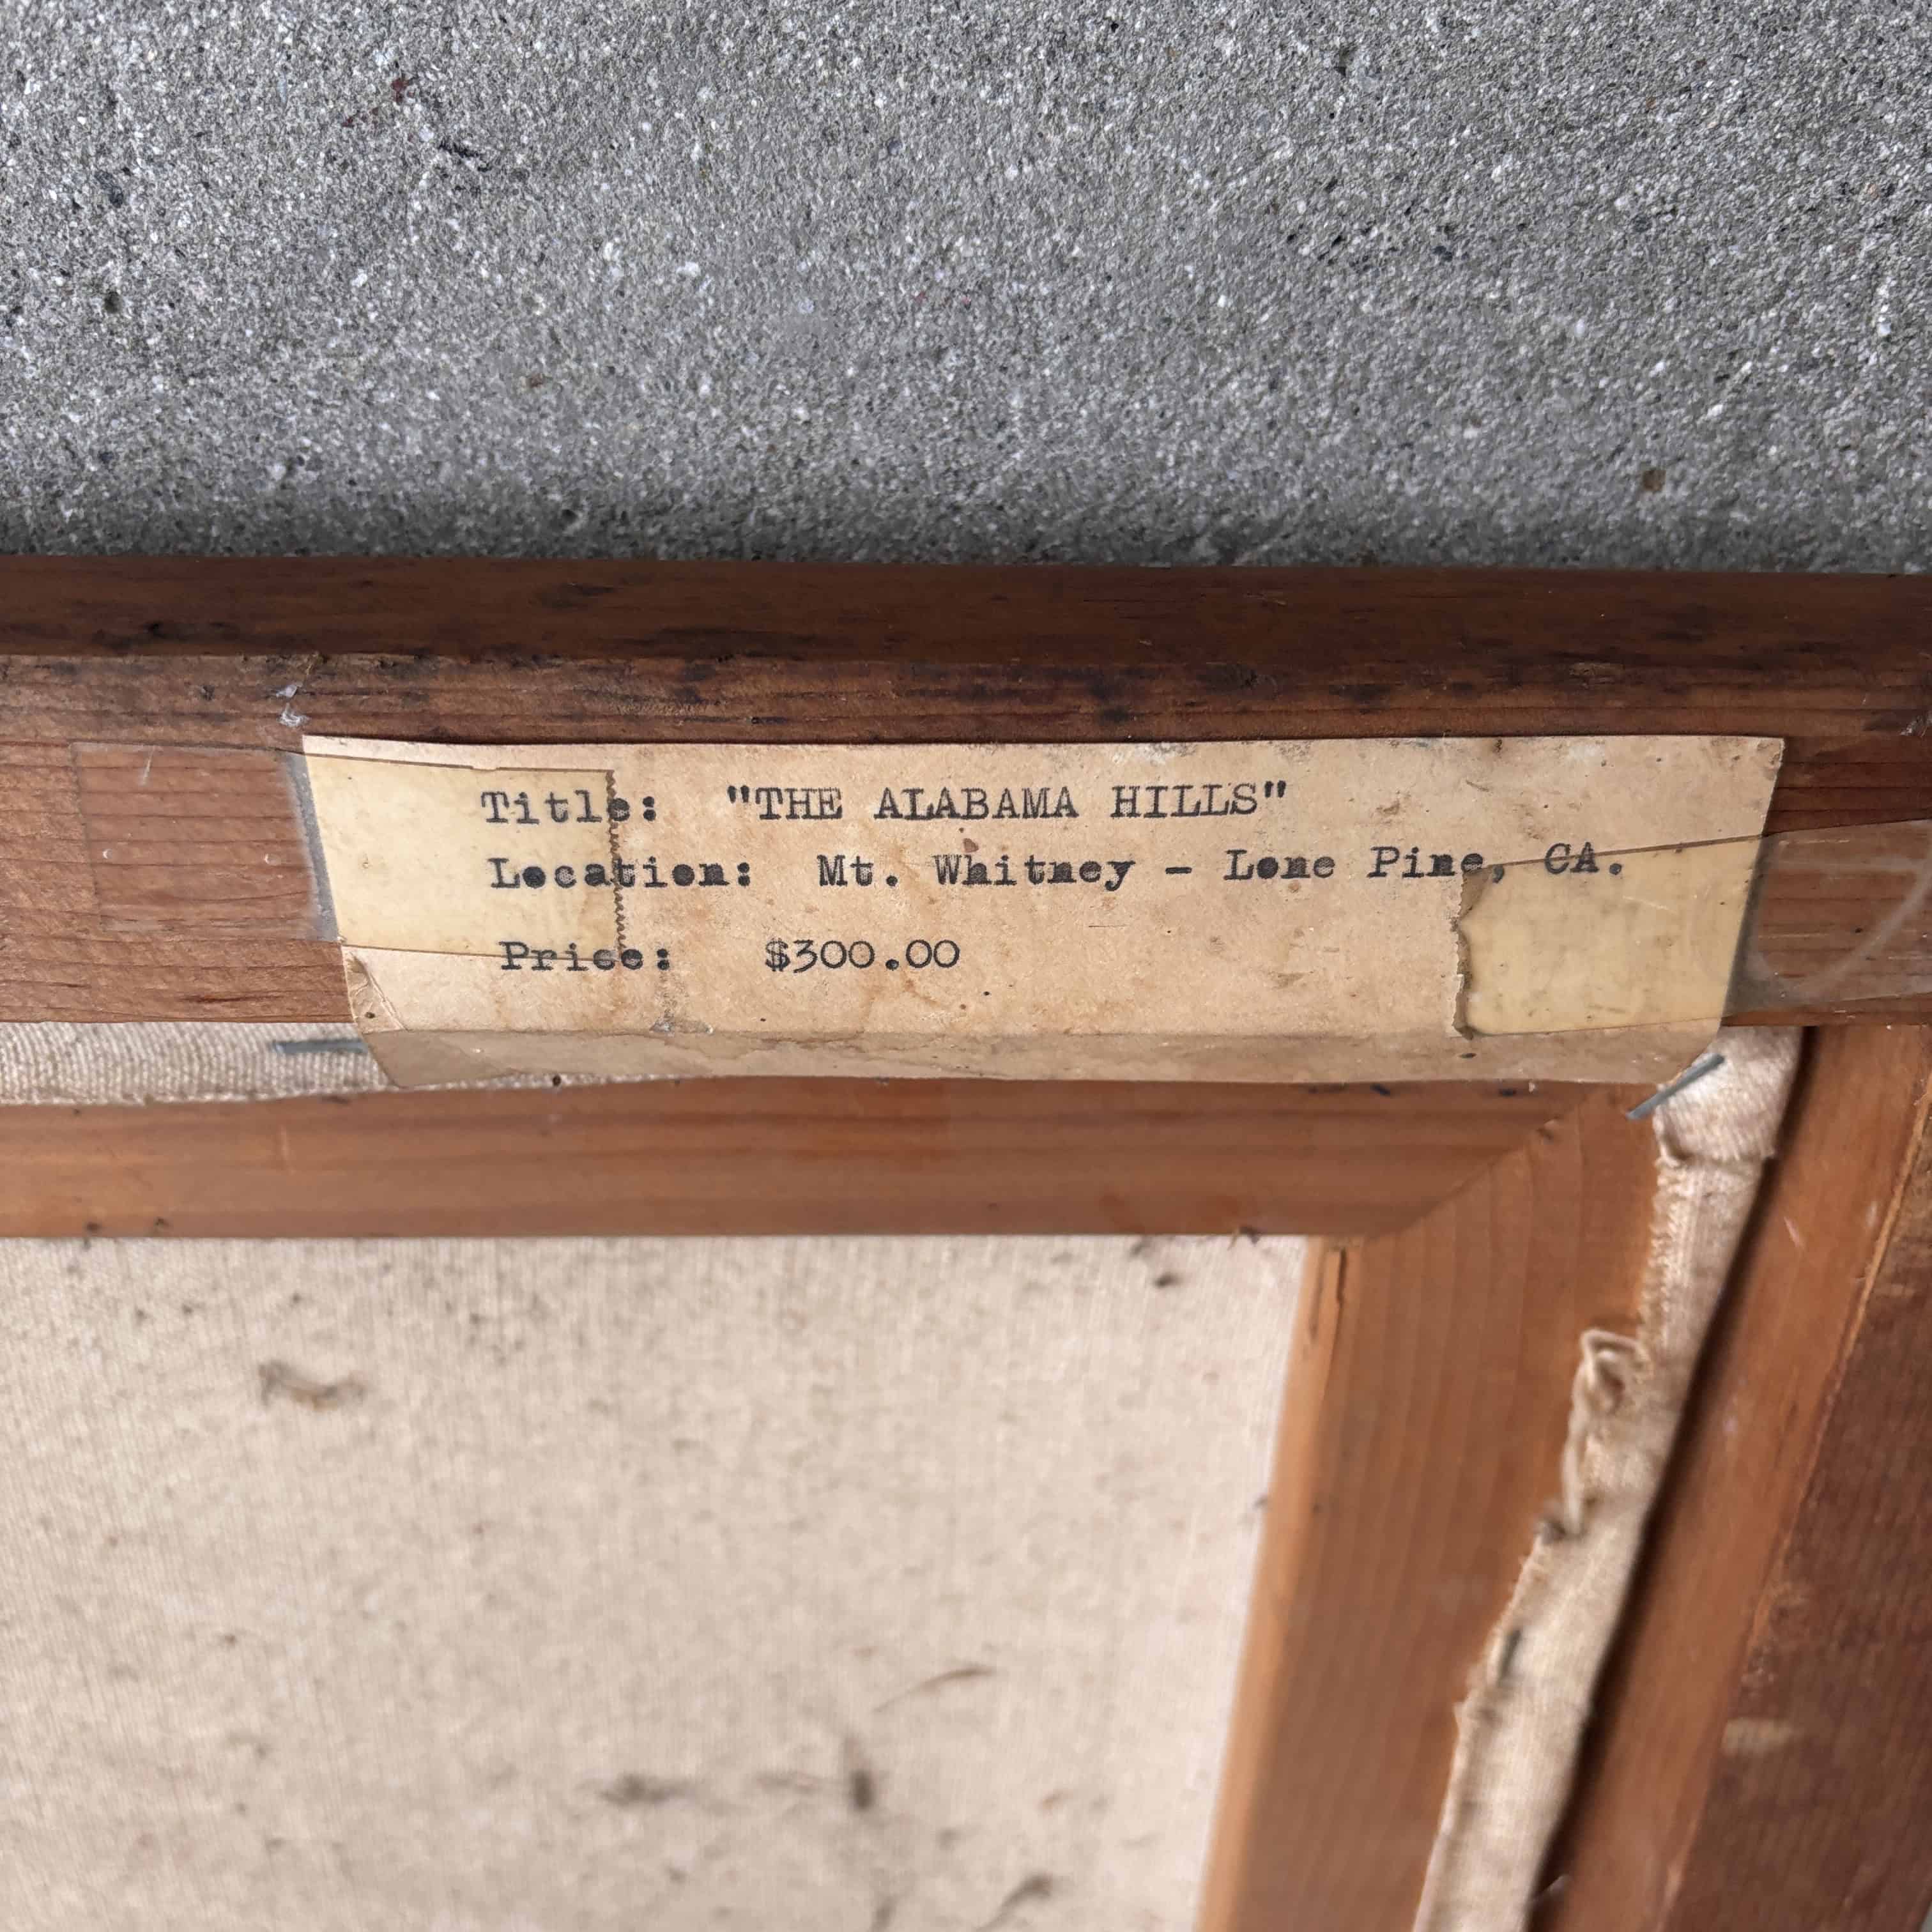 Title: "THE ALABAMA HILLS"
Location: Mt. Whitney - Lone Pine, CA.
Price: $300.00